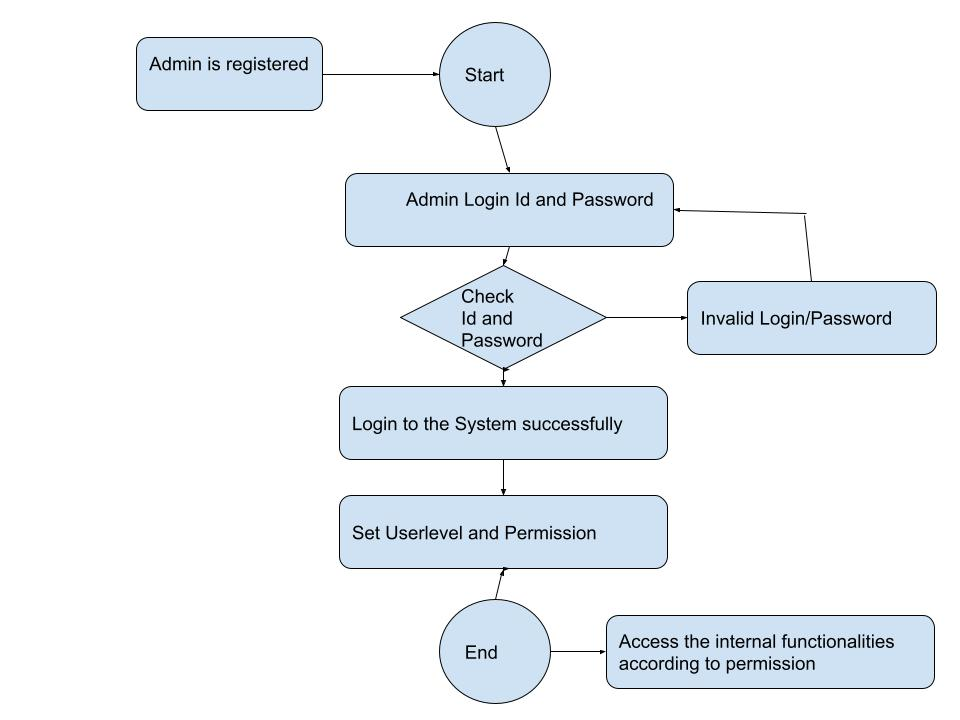 Admin is registered
Start
Admin Login Id and Password
Check
Id and
Password
Invalid Login/Password
Login to the System successfully
Set Userlevel and Permission
End
Access the internal functionalities
according to permission